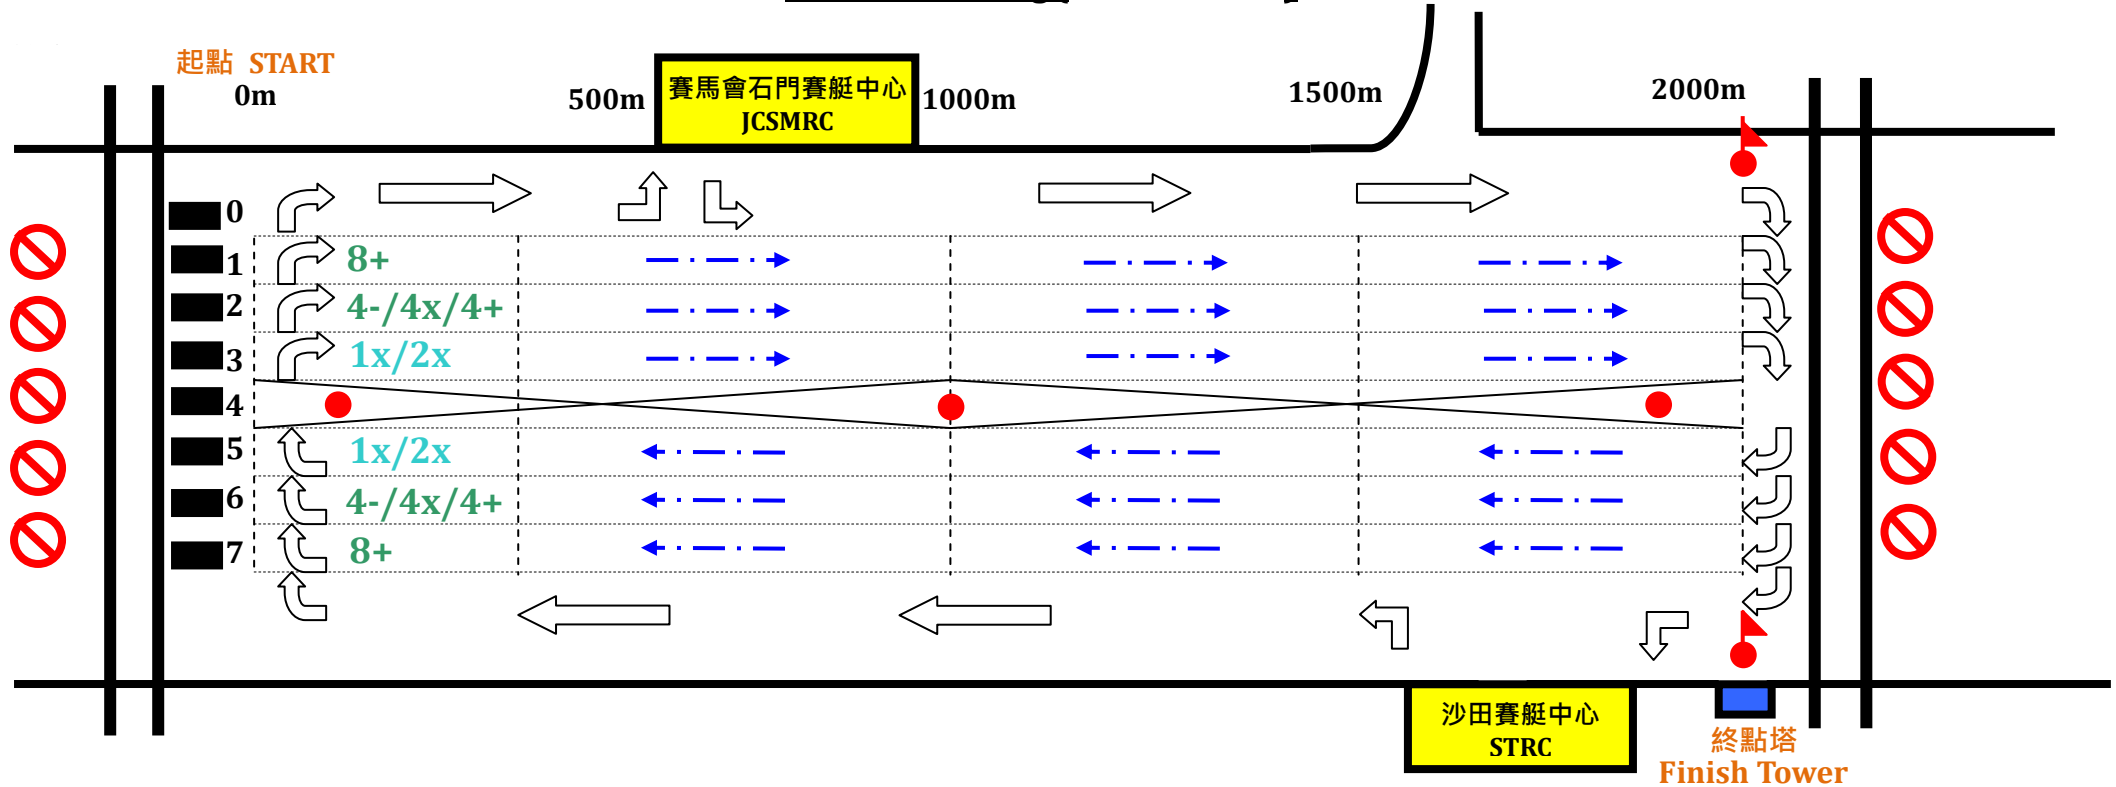 起點 START
0m
500m
賽馬會石門賽艇中心
JCSMRC
1000m
1500m
2000m
0
1 8+
2 4-/4x/4+
3 1x/2x
4
5 1x/2x
6 4-/4x/4+
7 8+
沙田賽艇中心
STRC
終點塔
Finish Tower